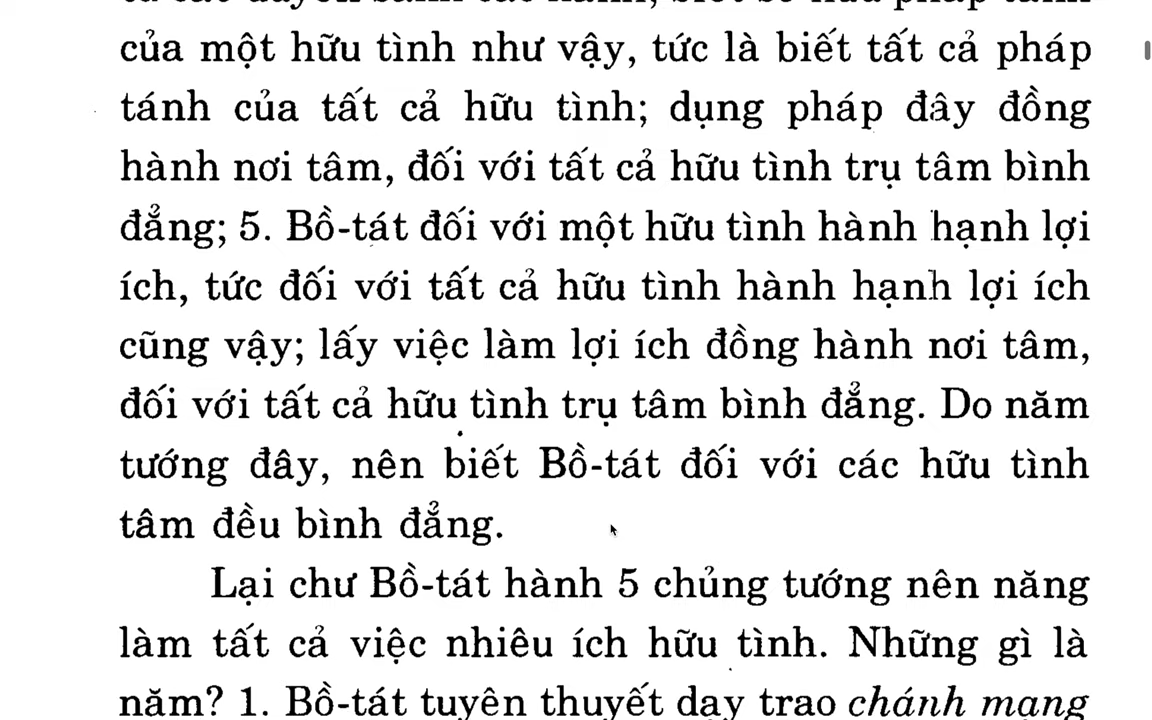 của một hữu tình như vậy, tức là biết tất cả pháp
tánh của tất cả hữu tình; dụng pháp đây đồng
hành nơi tâm, đối với tất cả hữu tình trụ tâm bình
đẳng; 5. Bồ-tát đối với một hữu tình hành hạnh lợi
ích, tức đối với tất cả hữu tình hành hạnh lợi ích
cũng vậy; lấy việc làm lợi ích đồng hành nơi tâm,
đối với tất cả hữu tình trụ tâm bình đẳng. Do năm
tướng đây, nên biết Bồ-tát đối với các hữu tình
tâm đều bình đẳng.
Lại chư Bồ-tát hành 5 chủng tướng nên năng
làm tất cả việc nhiêu ích hữu tình. Những gì là
năm? 1. Bồ-tát tuyên thuyết dạy trao chánh mạng